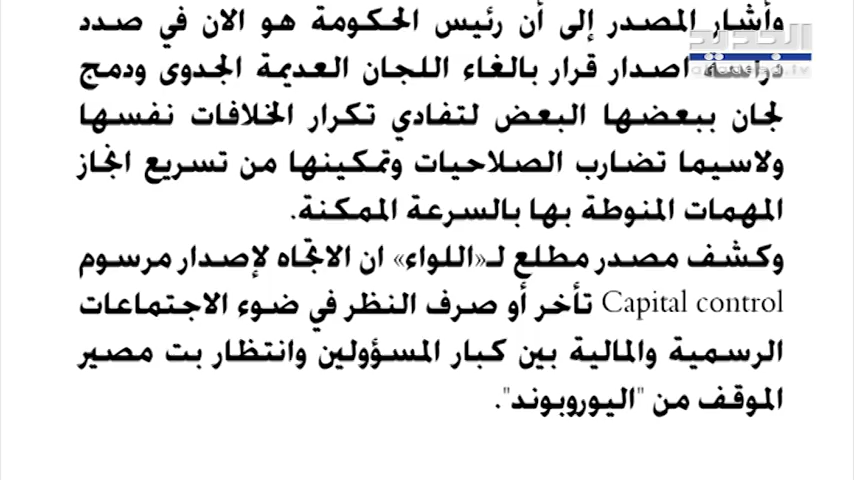 وأشار المصدر إلى أن رئيس الحكومة هو الان في صدد
دراسة اصدار قرار بالغاء اللجان العديمة الجدوى ودمج
لجان ببعضها البعض لتفادي تكرار الخلافات نفسها
ولاسيما تضارب الصلاحيات وتمكينها من تسريع انجاز
المهمات المنوطة بها بالسرعة الممكنة.
وكشف مصدر مطلع لـ«اللواء» ان الاتجاه لإصدار مرسوم
Capital control تأخر أو صرف النظر في ضوء الاجتماعات
الرسمية والمالية بين كبار المسؤولين وانتظار بت مصير
الموقف من "اليوروبوند".
الجديد
aljadeed.tv